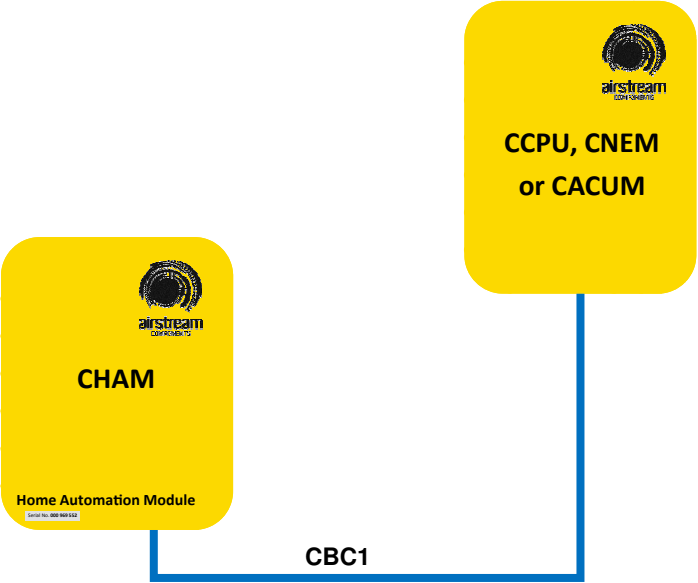 airstream
COMPONENTS
CCPU, CNEM
or CACUM
airstream
COMPONENTS
CHAM
Home Automation Module
Serial No. 000 969 552
CBC1